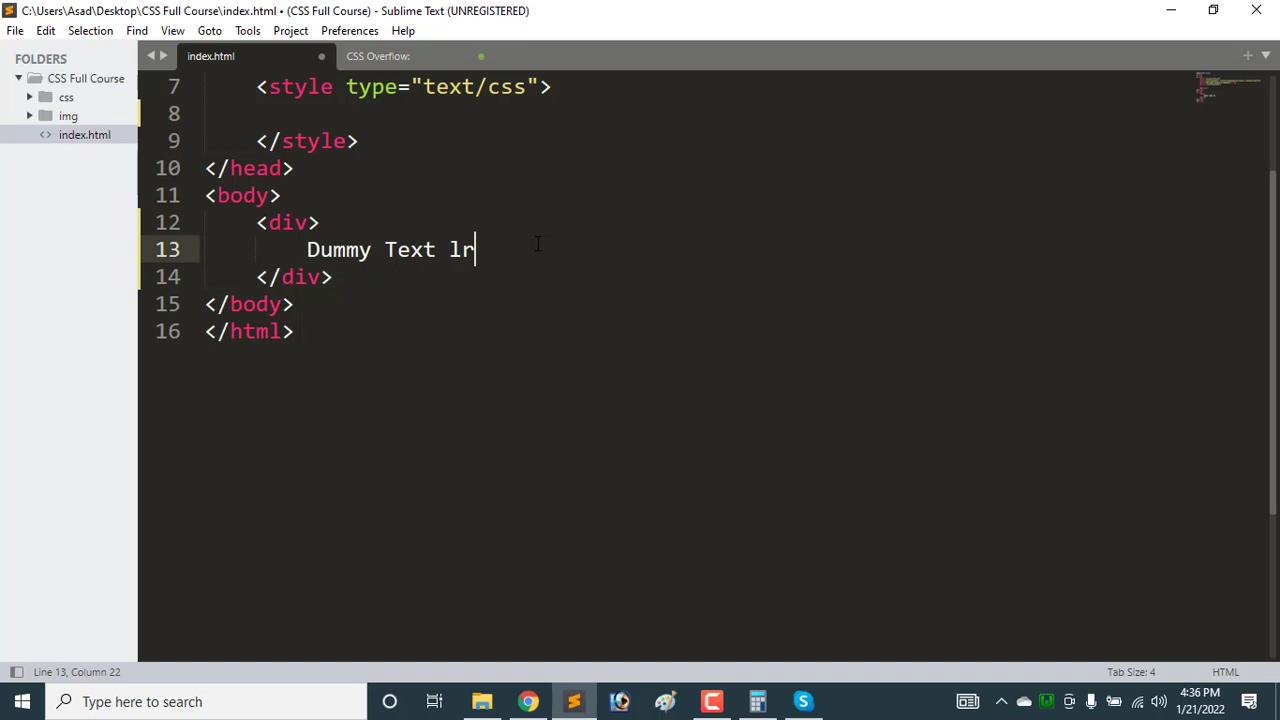 C:\Users\Asad\Desktop\CSS Full Course\index.html • (CSS Full Course) - Sublime Text (UNREGISTERED)
File Edit Selection Find View Goto Tools Project Preferences Help
FOLDERS
CSS Full Course
css
img
index.html
index.html
CSS Overflow:
7 <style type="text/css">
8
9 </style>
10 </head>
11 <body>
12 <div>
13 Dummy Text lr
14 </div>
15 </body>
16 </html>
Line 13, Column 22
Tab Size: 4
HTML
Type here to search
4:36 PM
1/21/2022